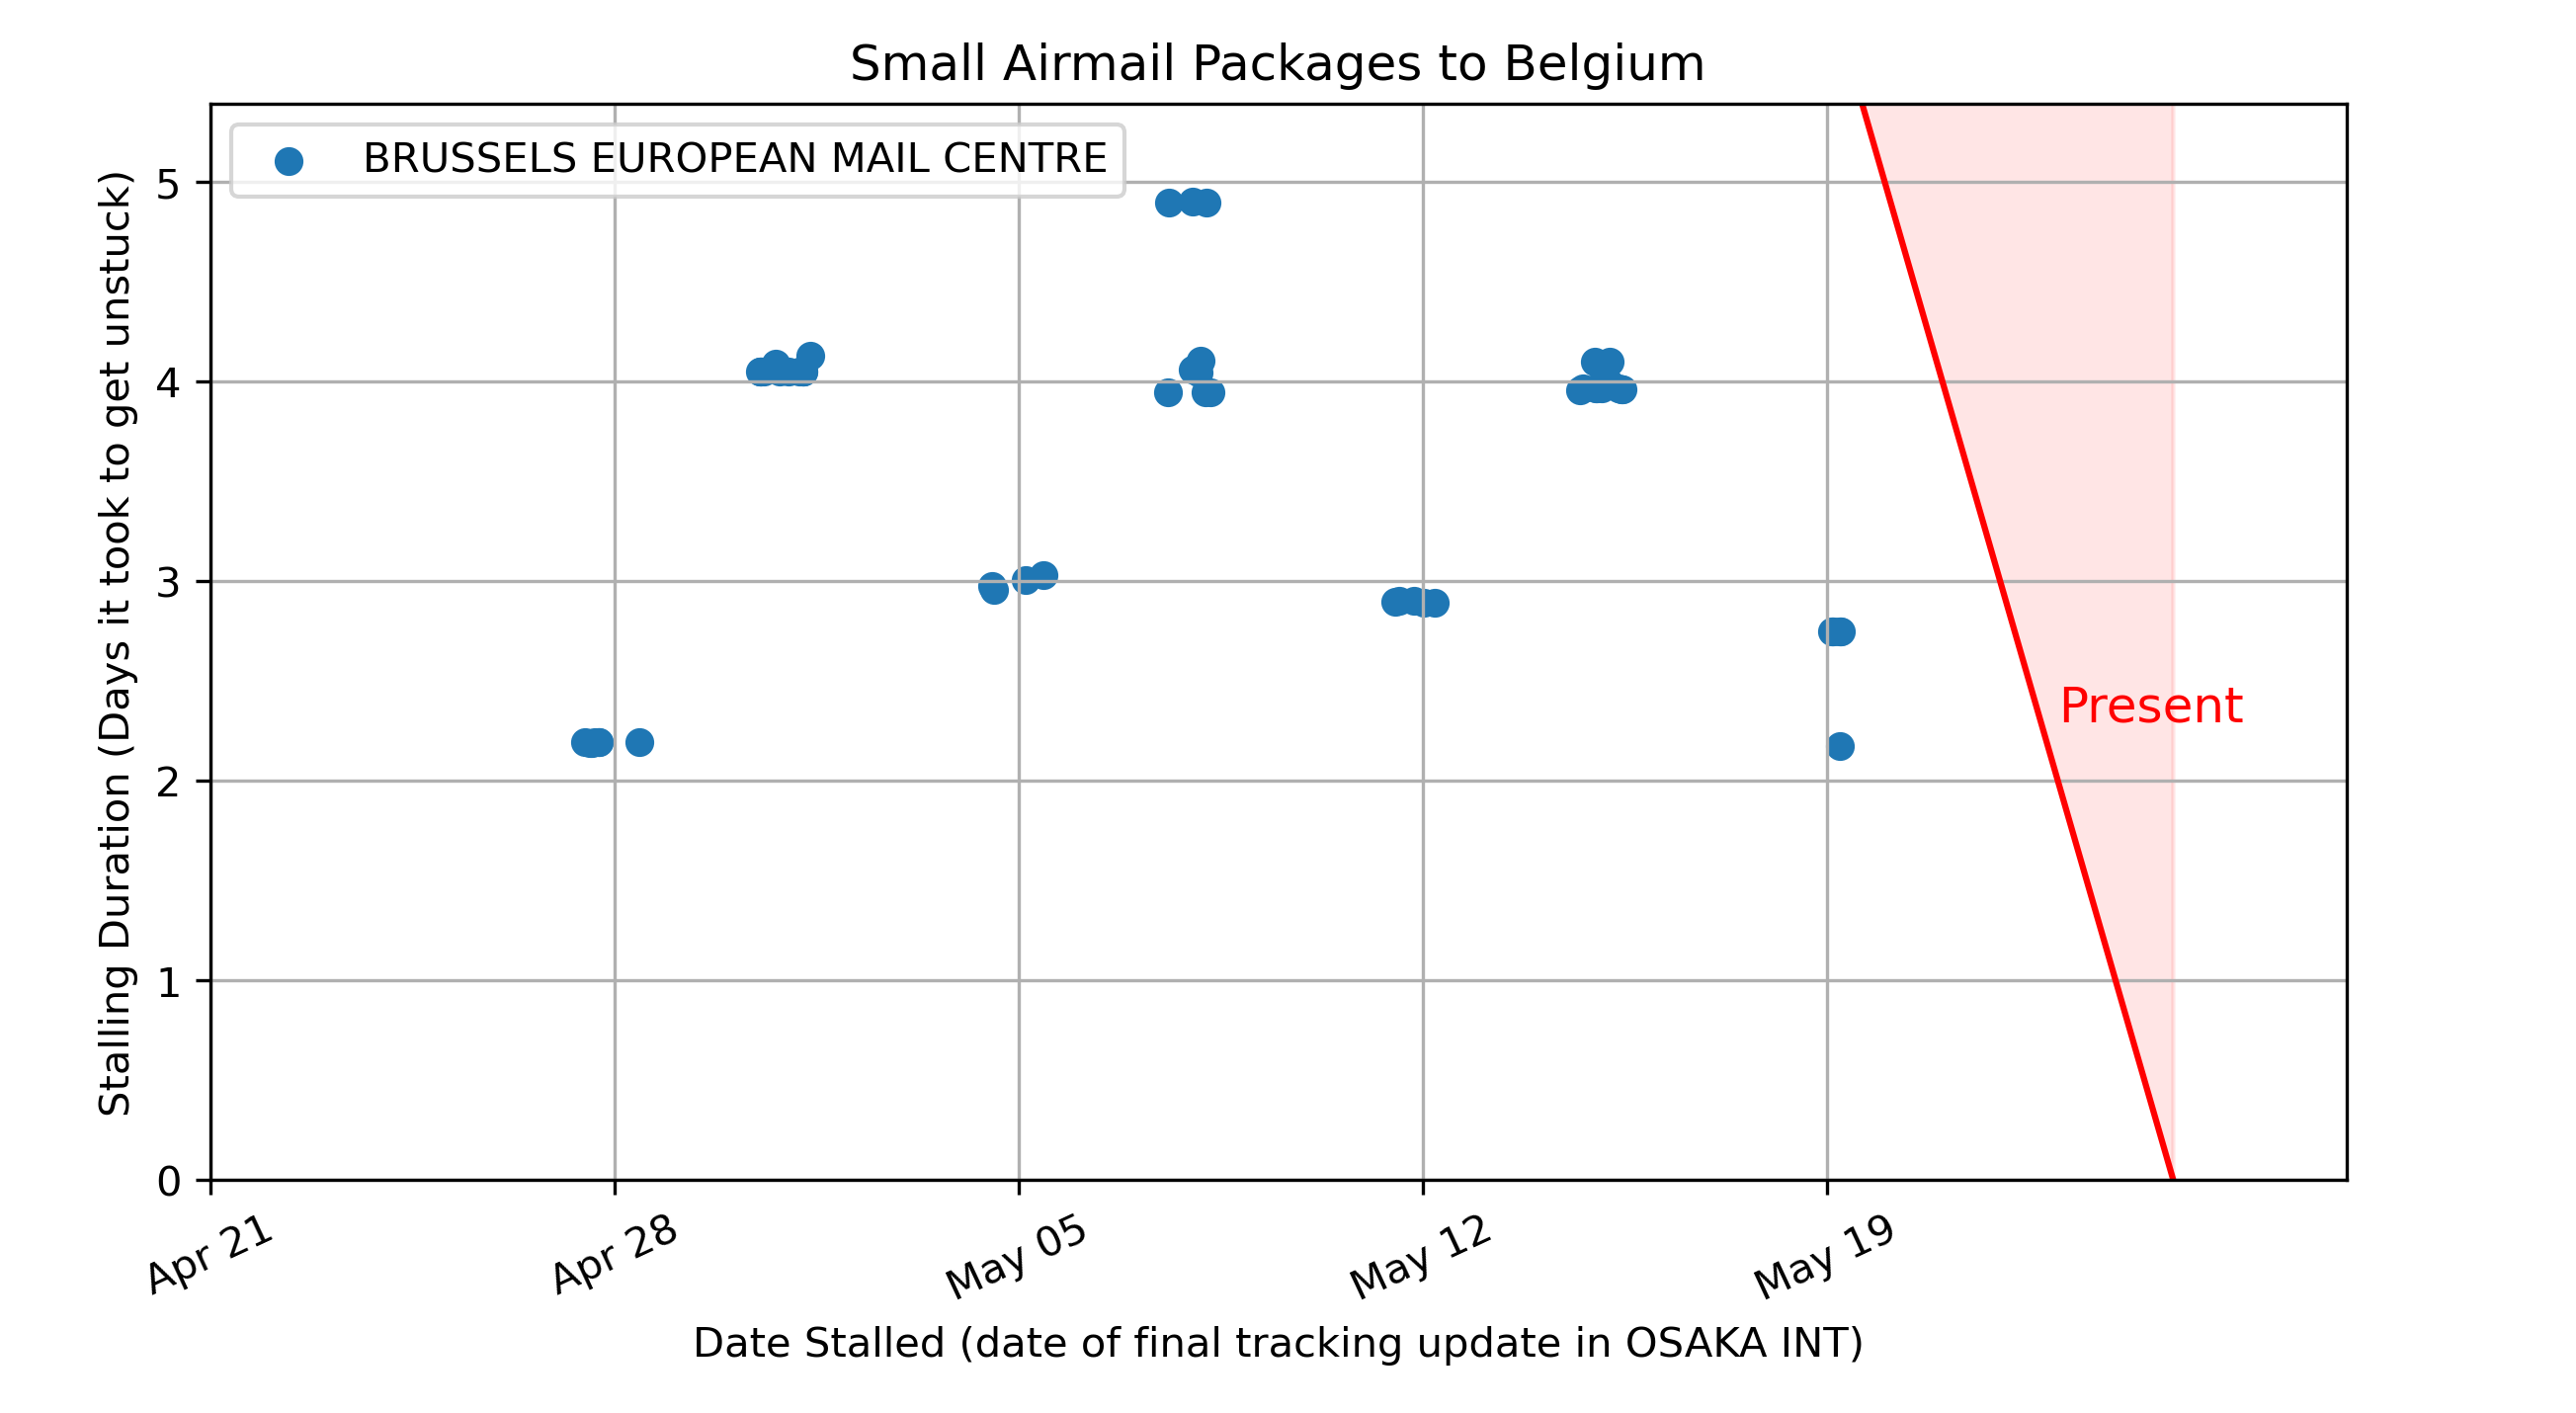 Small Airmail Packages to Belgium
BRUSSELS EUROPEAN MAIL CENTRE
Stalling Duration (Days it took to get unstuck)
5
4
3
2
1
0
Present
Apr 21
Apr 28
May 05
May 12
May 19
Date Stalled (date of final tracking update in OSAKA INT)